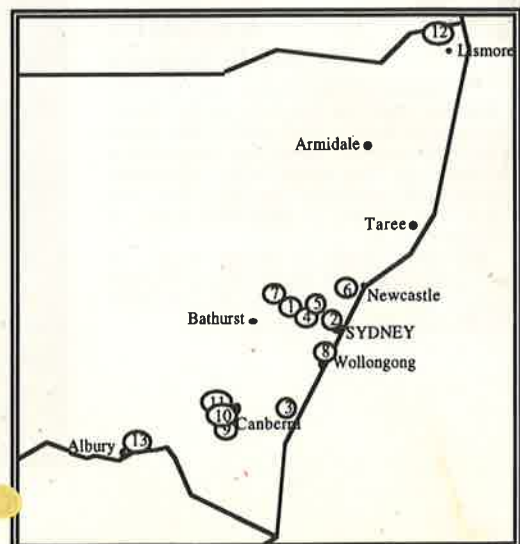 12
Lismore
Armidale
Taree
7
6
Newcastle
1
5
4
2
Bathurst
SYDNEY
8
Wollongong
11
3
10
Canberra
9
Albury
13